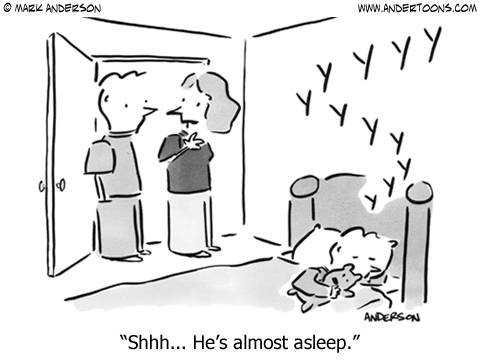 © MARK ANDERSON WWW.ANDERTOONS.COM
Y Y Y Y
Y Y Y
Y
Y
Y
ANDERSON
“Shhh... He’s almost asleep.”